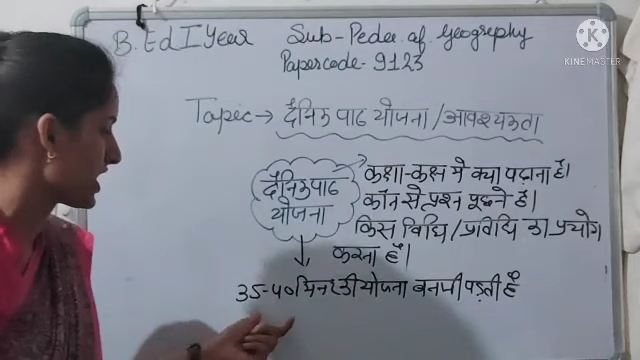 B.Ed I Year
Sub-Peda. of Geography
Papercode-9123
KINEMASTER
Topic→ दैनिक पाठ योजना/आवश्यकता
दैनिक पाठ योजना
कक्षा-कक्ष मे क्या पढ़ाना है।
कौन से प्रश्न पूछने हैं।
किस विधि/प्रविधि का प्रयोग
करना है।
35-40 मिनट की योजना बनानी पड़ती है